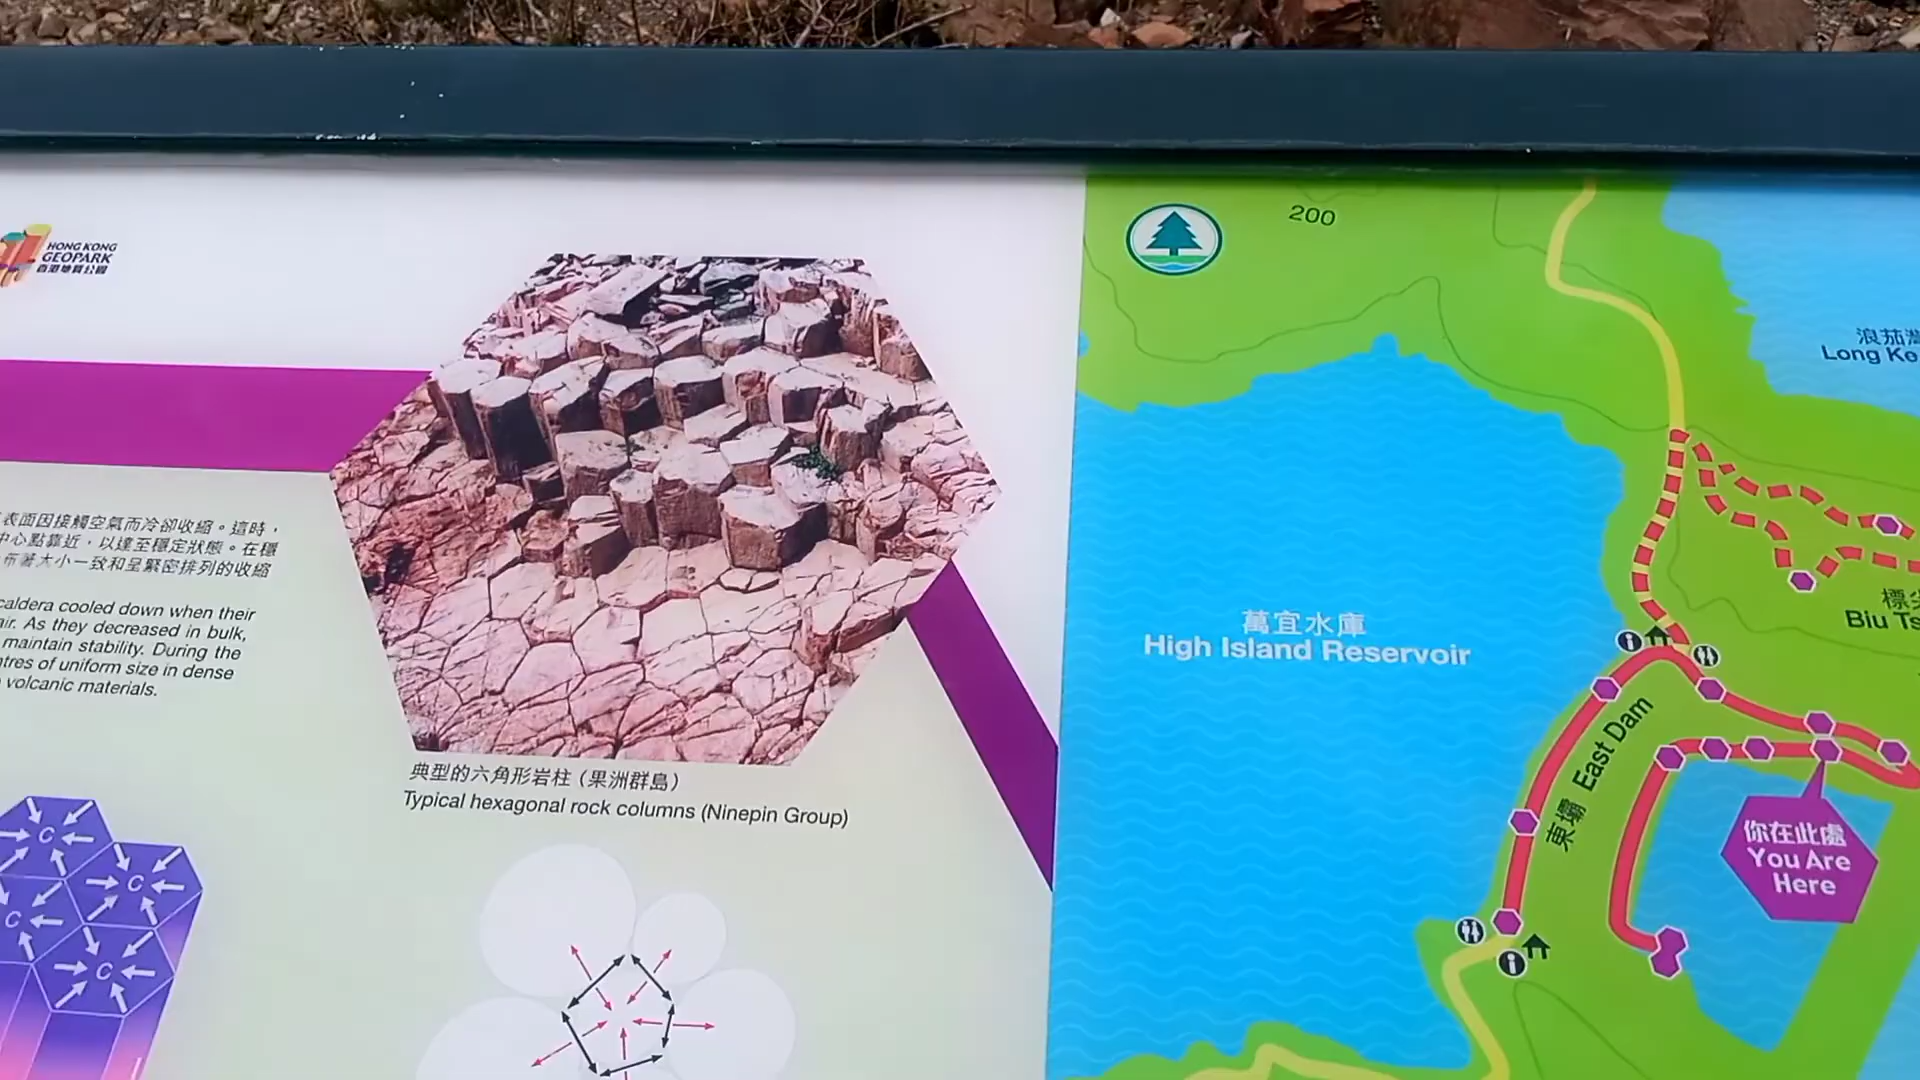 HONG KONG
GEOPARK
香港地質公園
表面因接觸空氣而冷卻收縮。這時，
中心點靠近，以達至穩定狀態。在穩
布著大小一致和呈緊密排列的收縮
caldera cooled down when their
air. As they decreased in bulk,
maintain stability. During the
ntres of uniform size in dense
volcanic materials.
典型的六角形岩柱（果洲群島）
Typical hexagonal rock columns (Ninepin Group)
C
C
C
C
200
浪茄灣
Long Ke
萬宜水庫
High Island Reservoir
標尖
Biu Ts
東壩 East Dam
你在此處
You Are
Here